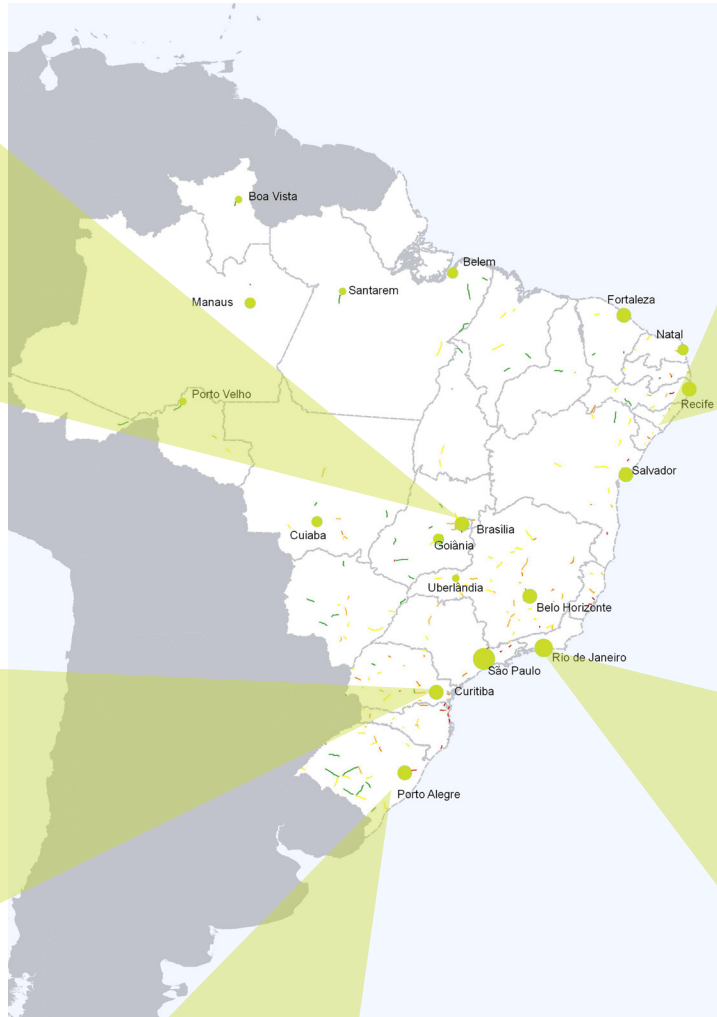 Boa Vista
Belem
Santarem
Manaus
Fortaleza
Natal
Porto Velho
Recife
Salvador
Cuiaba
Brasilia
Goiânia
Uberlândia
Belo Horizonte
Rio de Janeiro
São Paulo
Curitiba
Porto Alegre